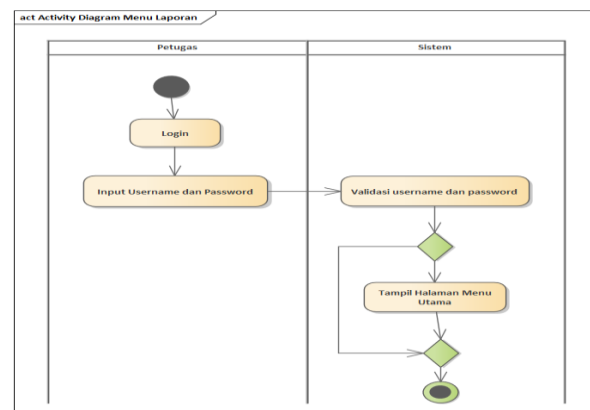 act Activity Diagram Menu Laporan
Petugas
Sistem
Login
Input Username dan Password
Validasi username dan password
Tampil Halaman Menu
Utama